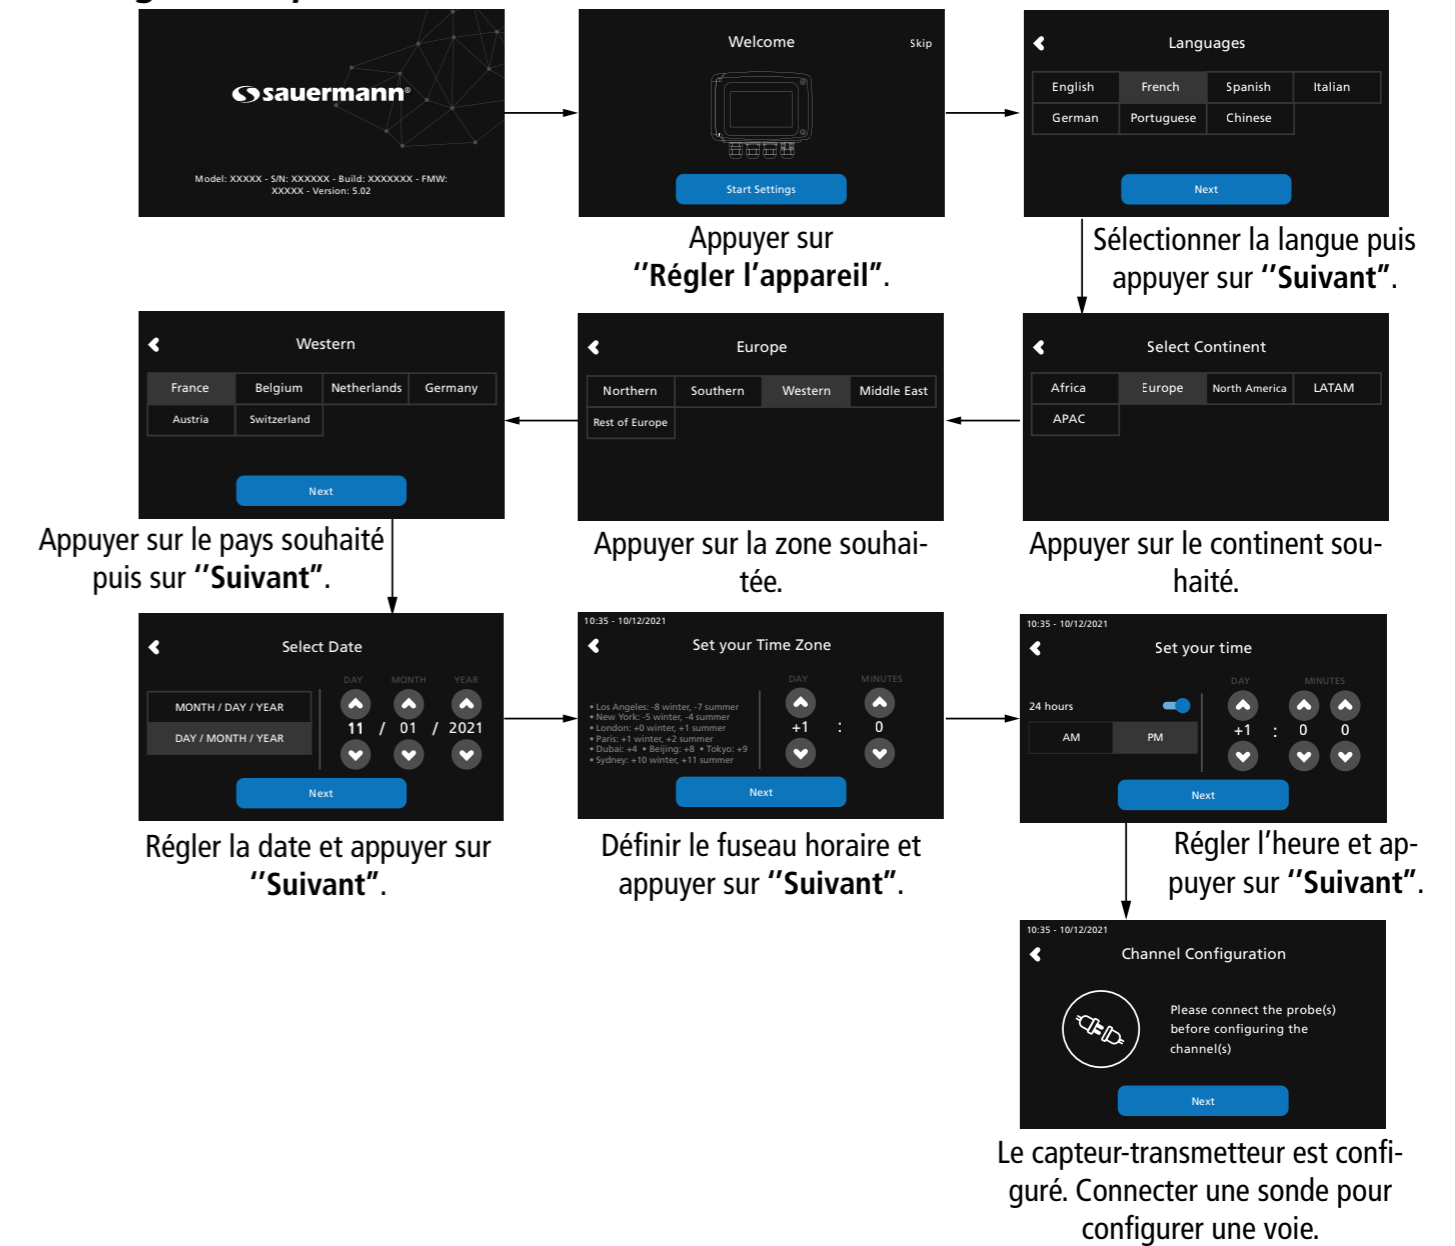 sauermann®
Model: XXXXX - S/N: XXXXXX - Build: XXXXXXX - FMW:
XXXXX - Version: 5.02
Welcome
Skip
Start Settings
Appuyer sur
‘‘Régler l’appareil”.
Languages
English French Spanish Italian
German Portuguese Chinese
Next
Sélectionner la langue puis
appuyer sur ‘‘Suivant”.
Select Continent
Africa Europe North America LATAM
APAC
Appuyer sur le continent sou-
haité.
Europe
Northern Southern Western Middle East
Rest of Europe
Appuyer sur la zone souhai-
tée.
Western
France Belgium Netherlands Germany
Austria Switzerland
Next
Appuyer sur le pays souhaité
puis sur ‘‘Suivant”.
Select Date
DAY MONTH YEAR
MONTH / DAY / YEAR
DAY / MONTH / YEAR
11 / 01 / 2021
Next
Régler la date et appuyer sur
‘‘Suivant”.
10:35 - 10/12/2021
Set your Time Zone
DAY MINUTES
• Los Angeles: -8 winter, -7 summer
• New York: -5 winter, -4 summer
• London: +0 winter, +1 summer
• Paris: +1 winter, +2 summer
• Dubai: +4 • Beijing: +8 • Tokyo: +9
• Sydney: +10 winter, +11 summer
+1 : 0
Next
Définir le fuseau horaire et
appuyer sur ‘‘Suivant”.
10:35 - 10/12/2021
Set your time
DAY MINUTES
24 hours
AM PM
+1 : 0 0
Next
Régler l’heure et ap-
puyer sur ‘‘Suivant”.
10:35 - 10/12/2021
Channel Configuration
Please connect the probe(s)
before configuring the
channel(s)
Next
Le capteur-transmetteur est confi-
guré. Connecter une sonde pour
configurer une voie.